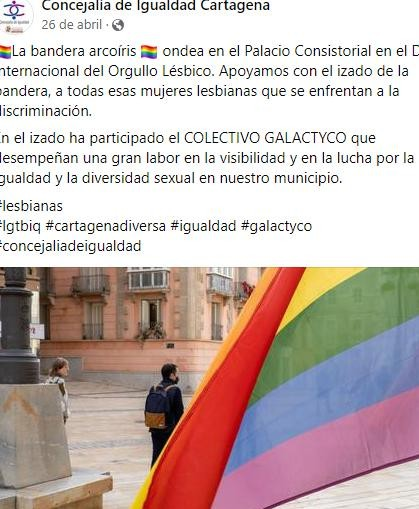 Concejalia de Igualdad Cartagena
26 de abril ·
La bandera arcoíris ondea en el Palacio Consistorial en el D
nternacional del Orgullo Lésbico. Apoyamos con el izado de la
bandera, a todas esas mujeres lesbianas que se enfrentan a la
discriminación.
En el izado ha participado el COLECTIVO GALACTYCO que
desempeñan una gran labor en la visibilidad y en la lucha por la
igualdad y la diversidad sexual en nuestro municipio.
#lesbianas
#lgtbiq #cartagenadiversa #igualdad #galactyco
#concejaliadeigualdad